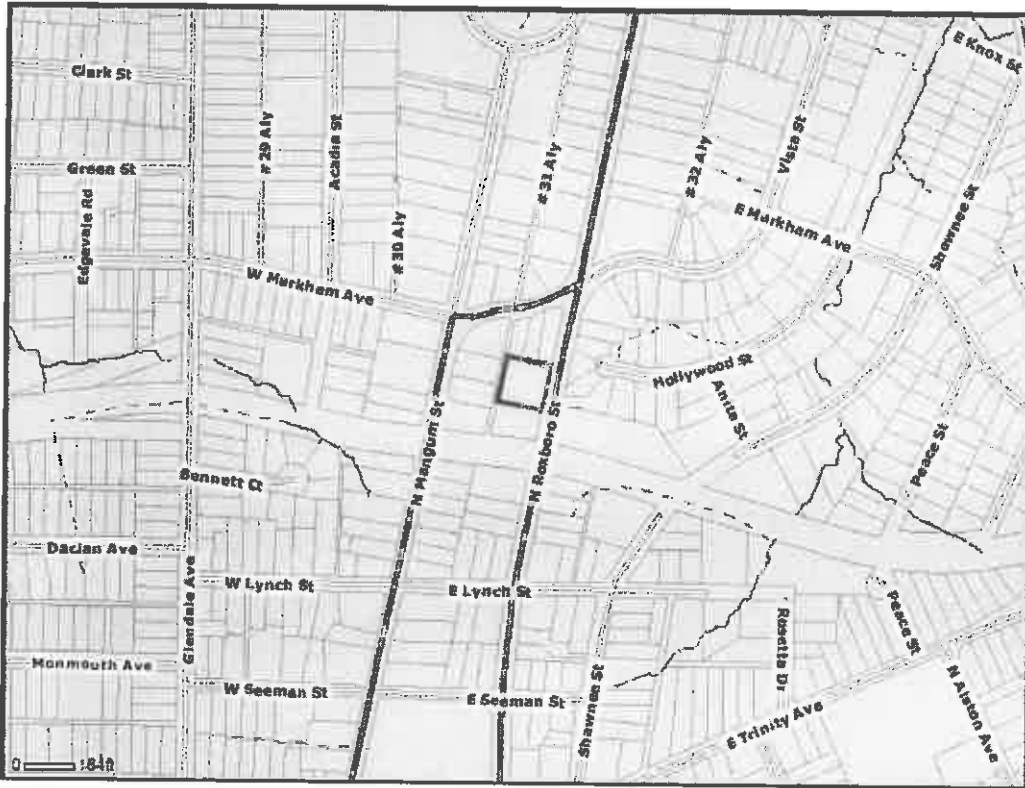 Clark St
E Knox St
Green St
# 29 Aly
Acadia St
# 31 Aly
# 32 Aly
Vista St
Shawnee St
Edgevale Rd
# 30 Aly
E Markham Ave
W Markham Ave
Hollywood St
Anita St
N Mangum St
N Roxboro St
Peace St
Bennett Ct
Dacian Ave
Glendale Ave
W Lynch St
E Lynch St
Peace St
Rosetta Dr
Monmouth Ave
W Seeman St
E Seeman St
Shawnee St
E Trinity Ave
N Alston Ave
0